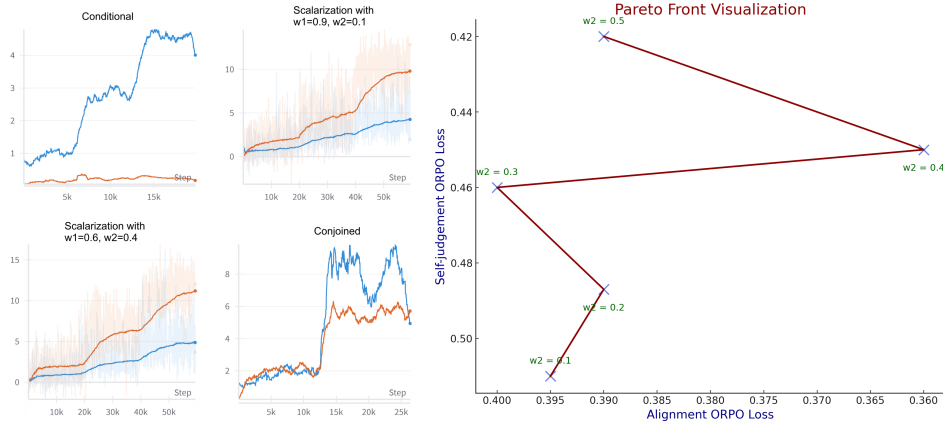 Conditional
4
3
2
1
Step
5k
10k
15k
Scalarization with
w1=0.9, w2=0.1
10
5
0
Step
10k
20k
30k
40k
50k
Scalarization with
w1=0.6, w2=0.4
15
10
5
0
Step
10k
20k
30k
40k
50k
Conjoined
8
6
4
2
Step
5k
10k
15k
20k
25k
Pareto Front Visualization
w2 = 0.5
w2 = 0.4
w2 = 0.3
w2 = 0.2
w2 = 0.1
0.42
0.44
0.46
0.48
0.50
Self-judgement ORPO Loss
0.400
0.395
0.390
0.385
0.380
0.375
0.370
0.365
0.360
Alignment ORPO Loss